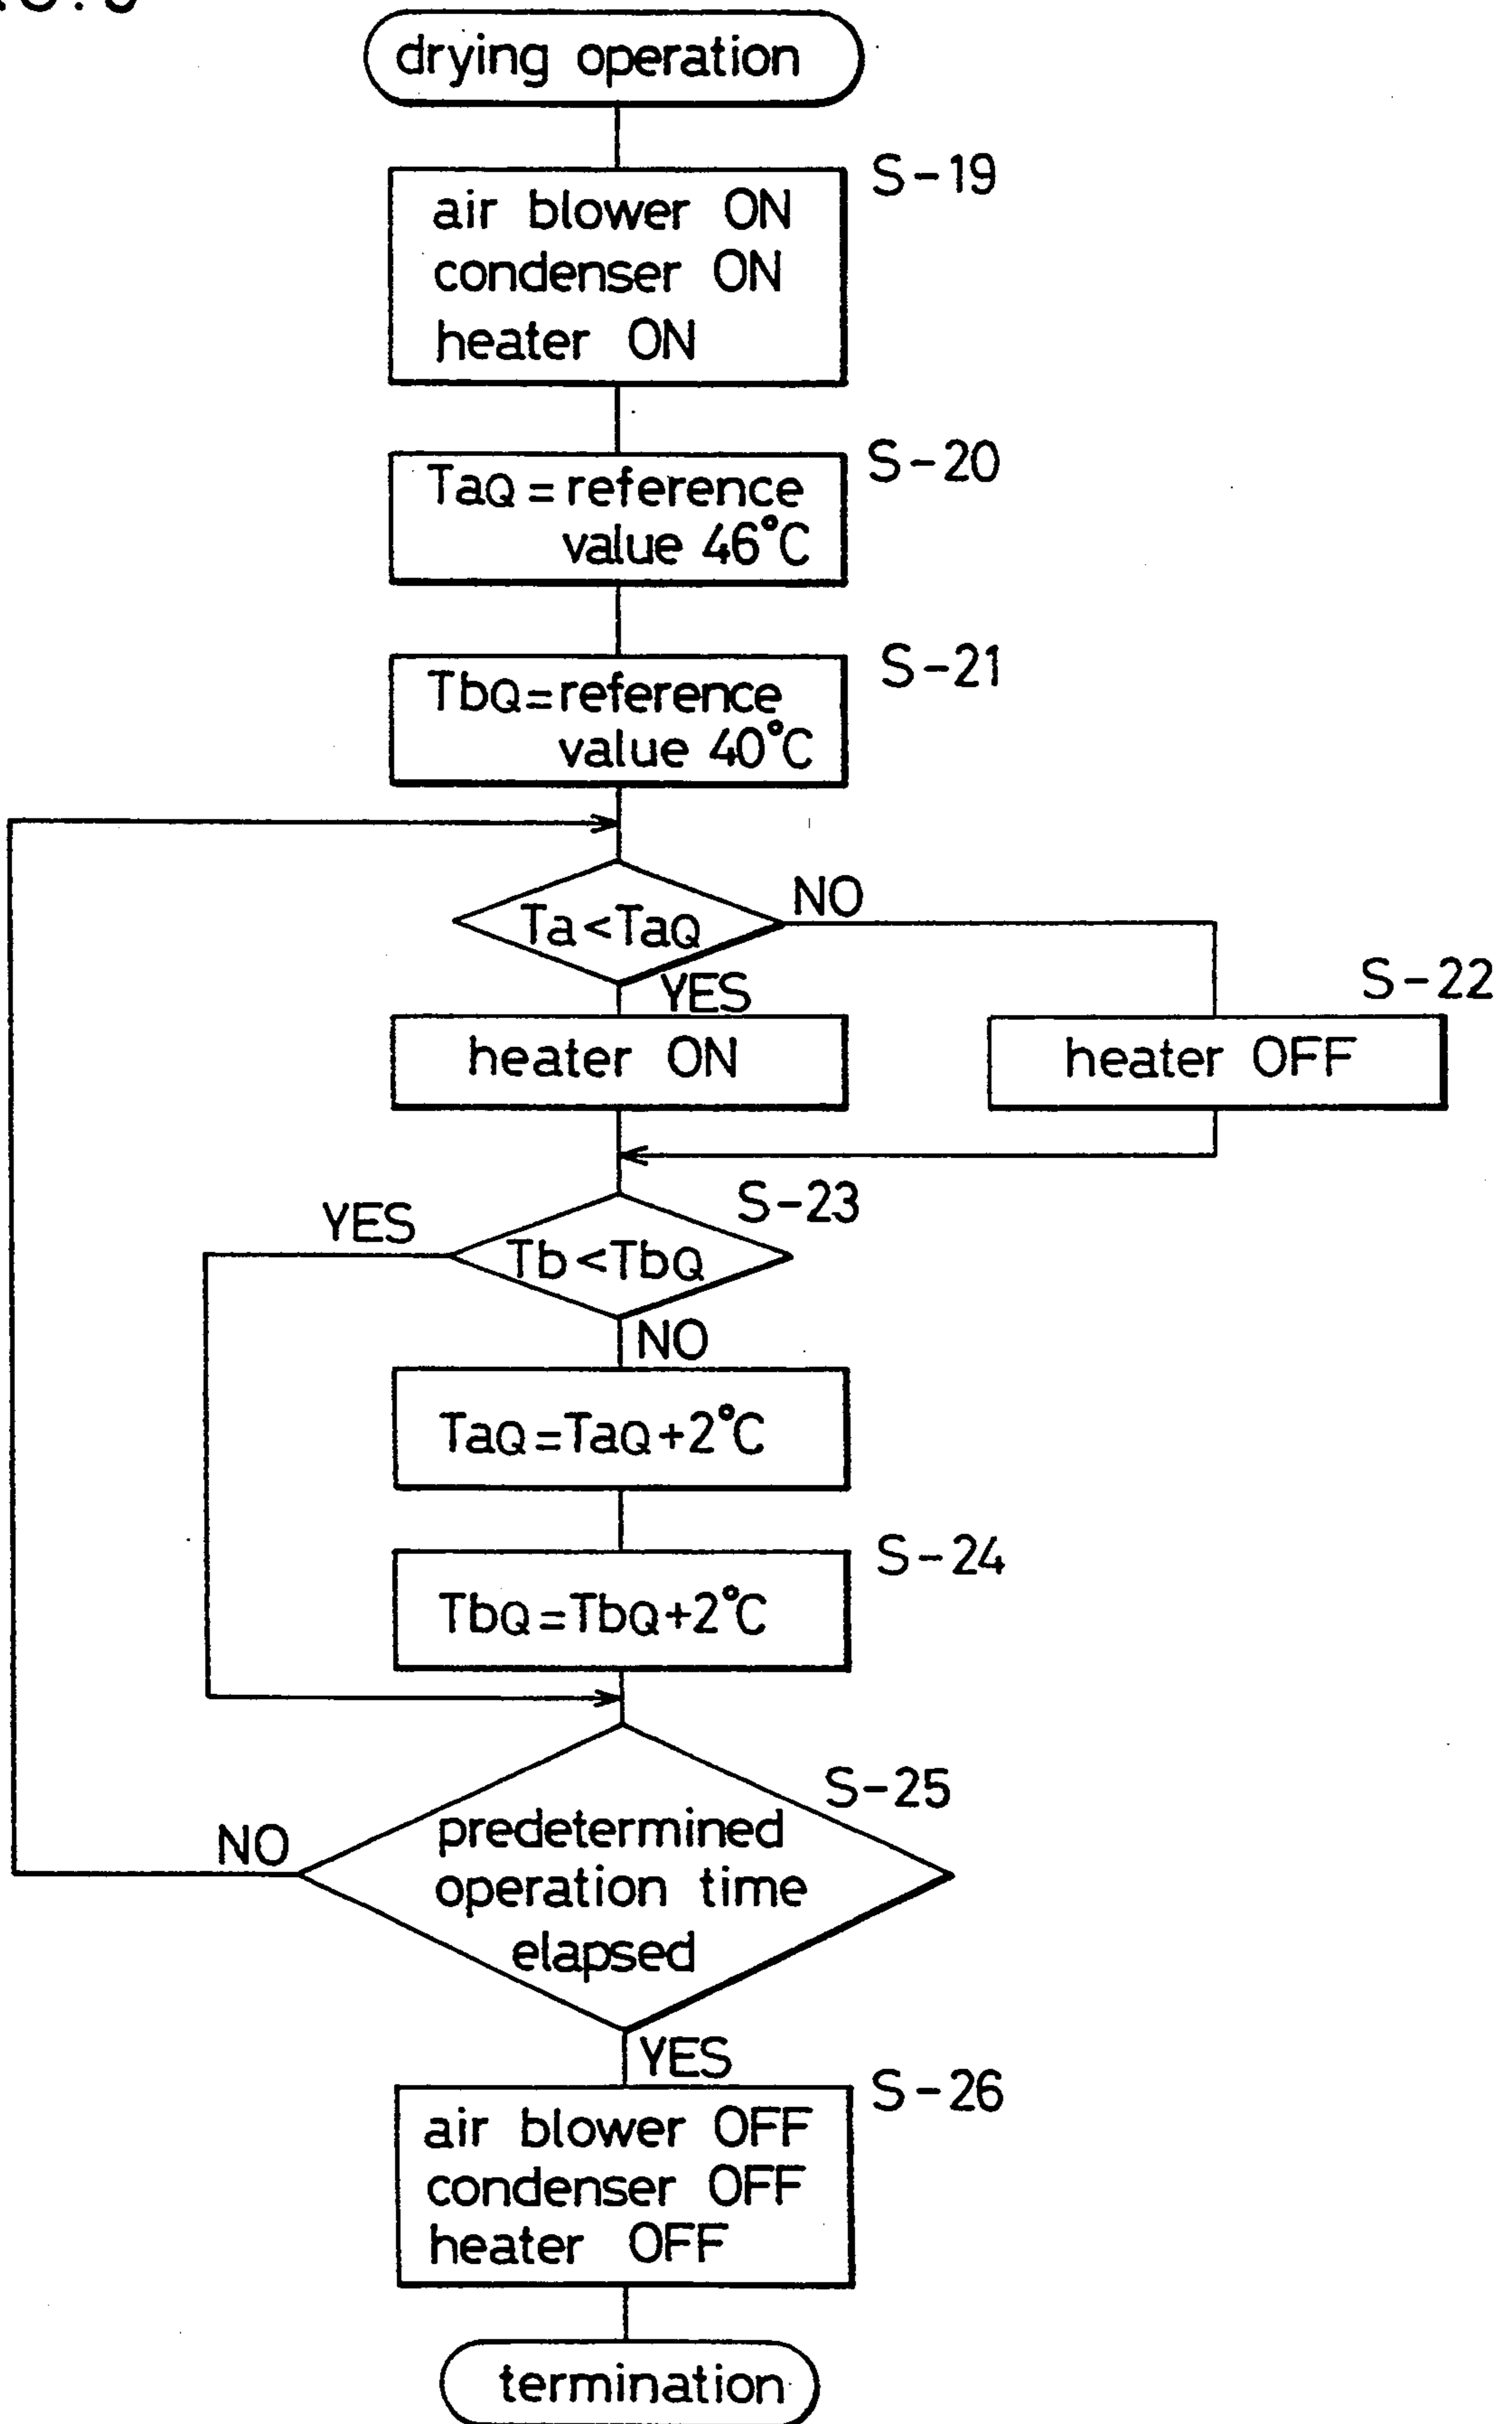 drying operation
S-19
air blower ON
condenser ON
heater ON
S-20
TaQ = reference
value 46°C
S-21
TbQ = reference
value 40°C
Ta<TaQ
NO
YES
S-22
heater ON
heater OFF
S-23
YES
Tb<TbQ
NO
TaQ=TaQ+2°C
S-24
TbQ=TbQ+2°C
S-25
NO
predetermined
operation time
elapsed
YES
S-26
air blower OFF
condenser OFF
heater OFF
termination